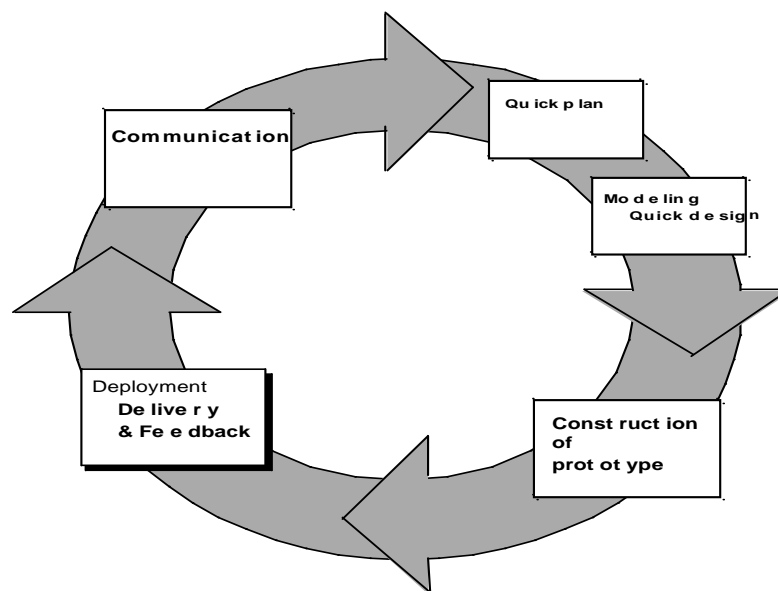 Communication
Quick plan
Modeling
Quick design
Construction
of
prototype
Deployment
Delivery
& Feedback